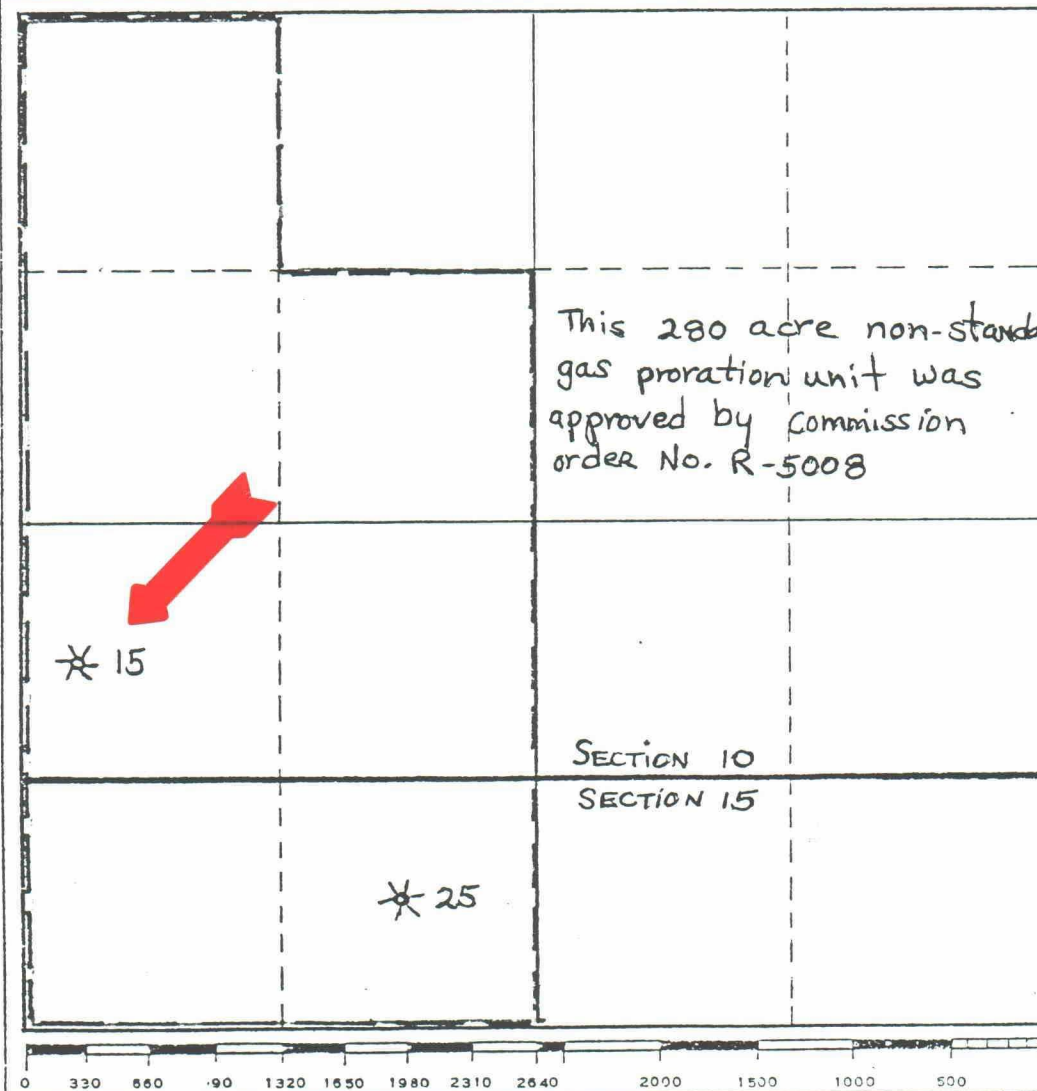 This 280 acre non-stand
gas proration unit was
approved by Commission
order No. R-5008
15
SECTION 10
SECTION 15
25
0 330 660 .90 1320 1650 1980 2310 2640 2000 1500 1000 500